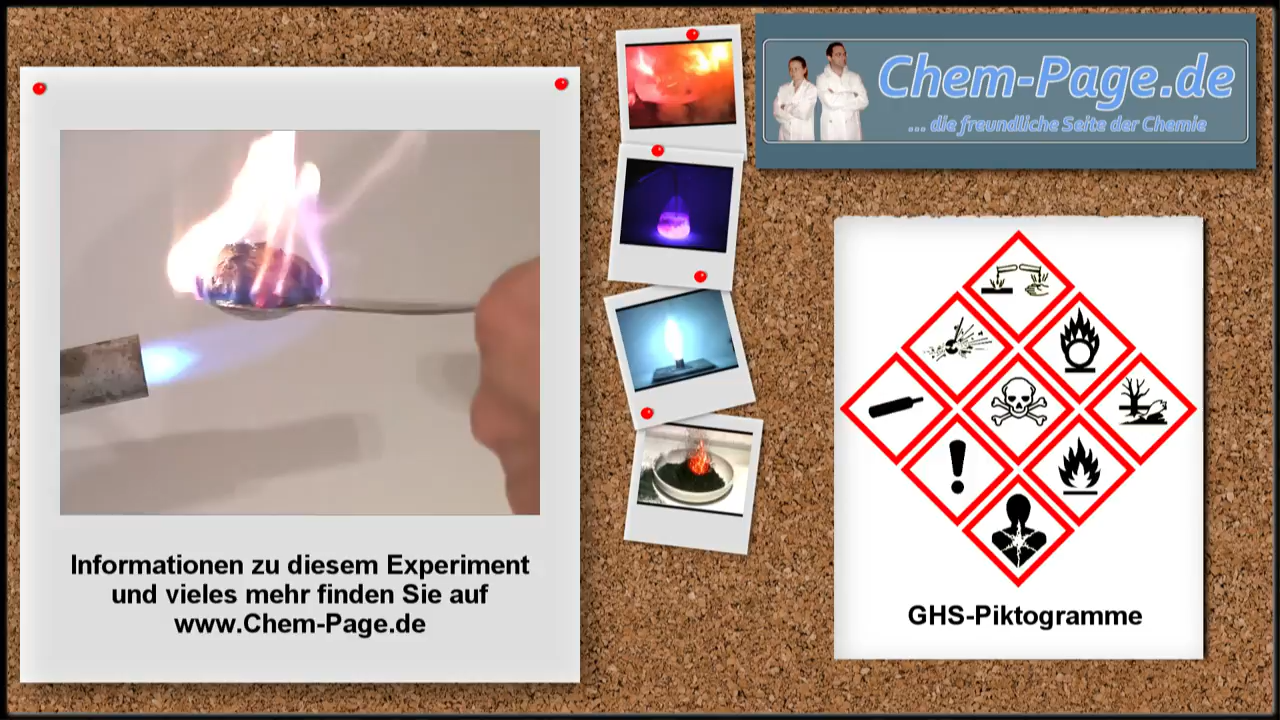 Chem-Page.de
... die freundliche Seite der Chemie
Informationen zu diesem Experiment
und vieles mehr finden Sie auf
www.Chem-Page.de
GHS-Piktogramme